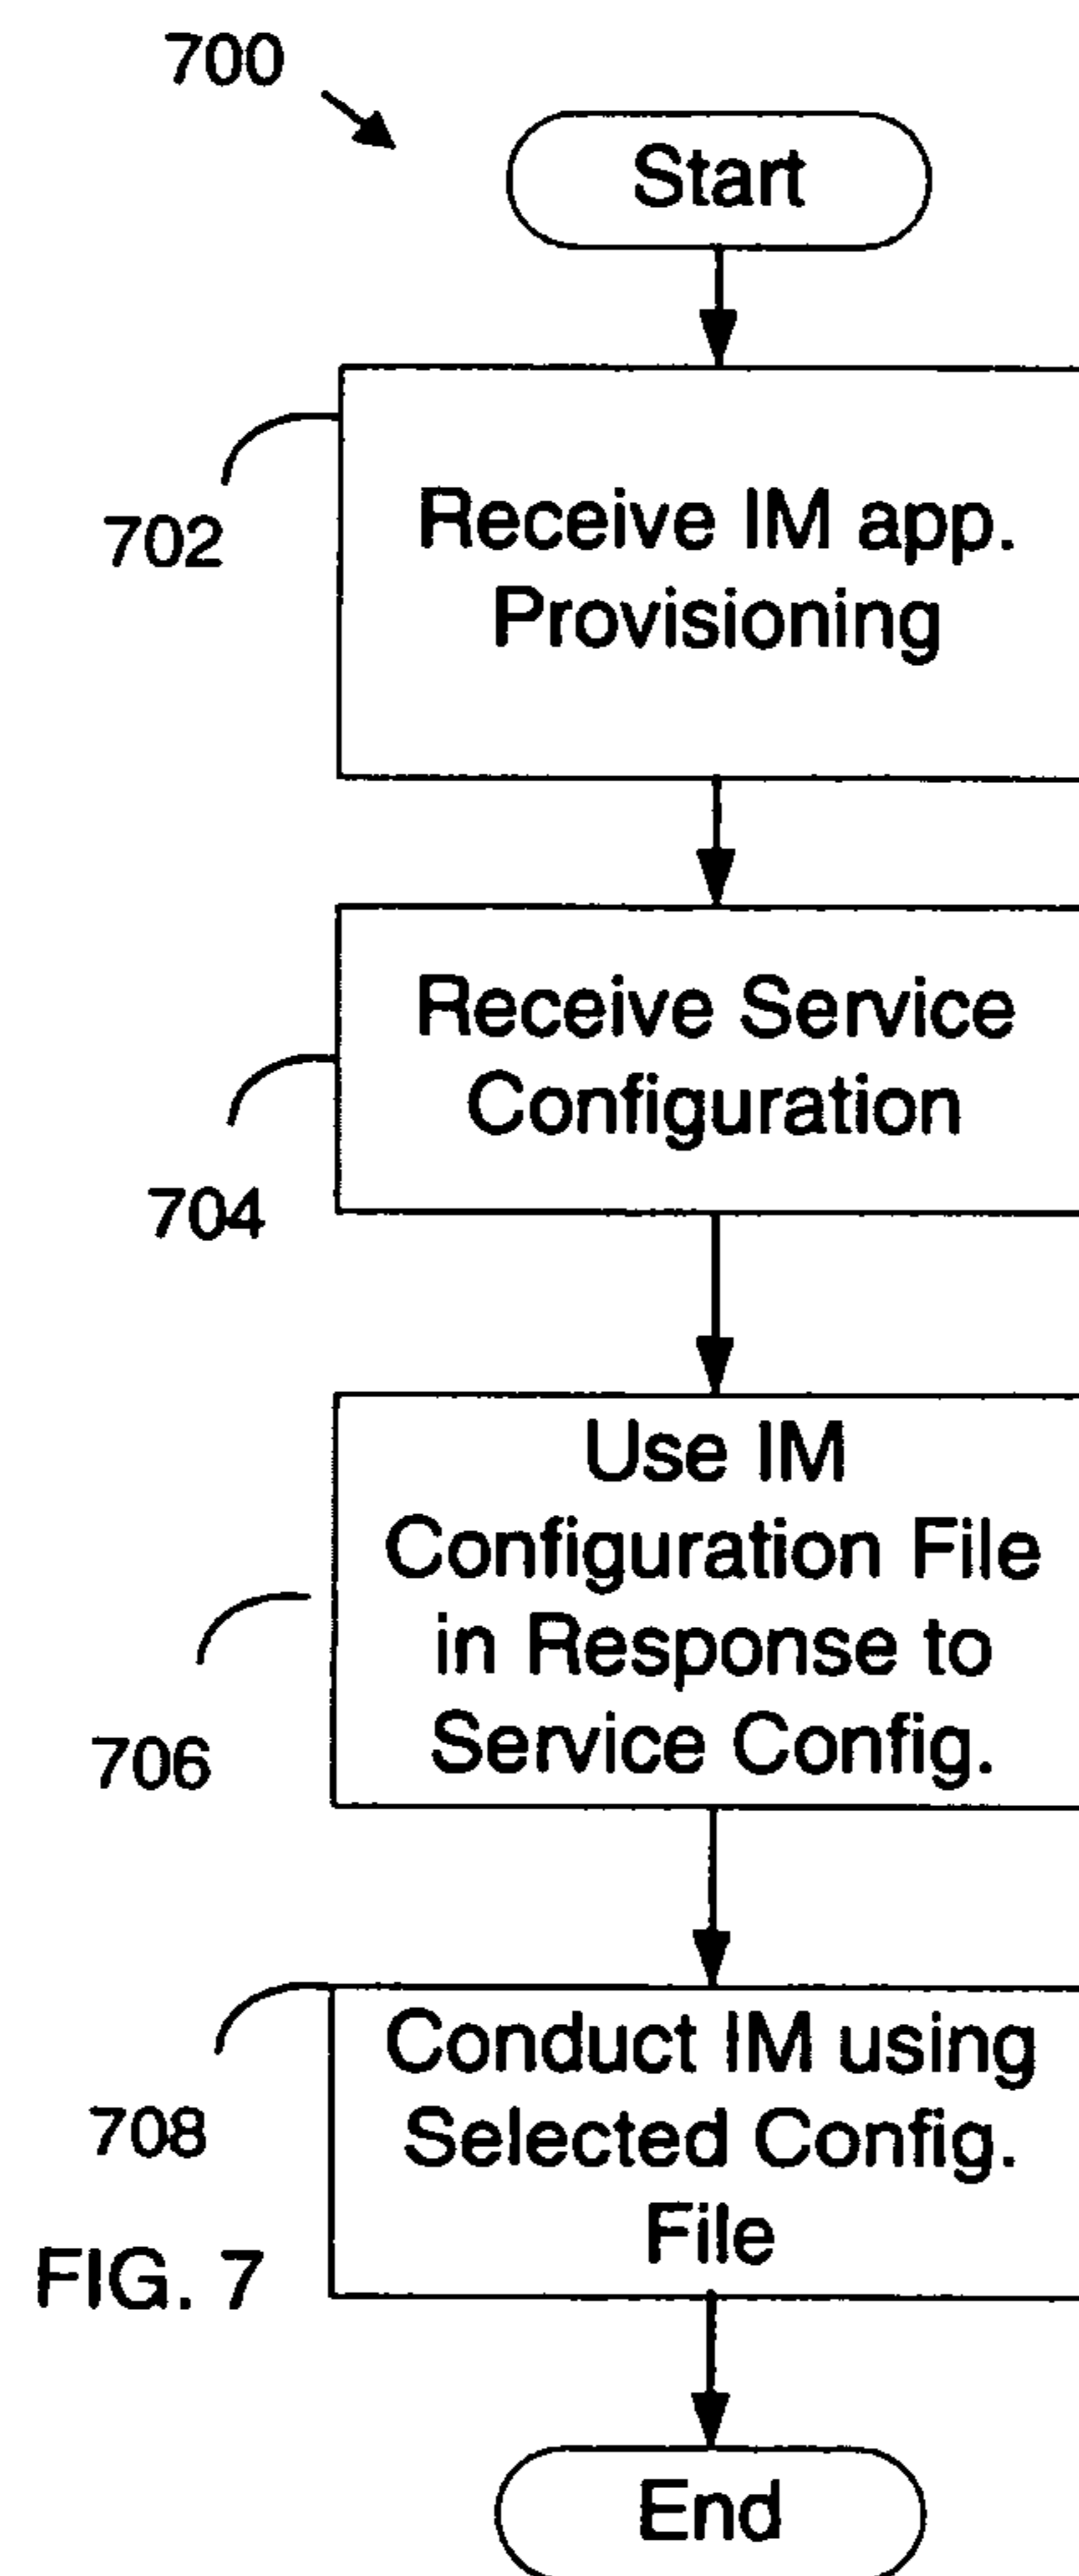 700
Start
702
Receive IM app.
Provisioning
704
Receive Service
Configuration
706
Use IM
Configuration File
in Response to
Service Config.
708
Conduct IM using
Selected Config.
File
FIG. 7
End